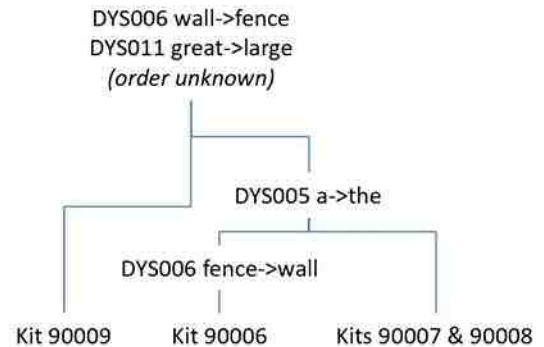 DYS006 wall->fence
DYS011 great->large
(order unknown)
DYS005 a->the
DYS006 fence->wall
Kit 90009
Kit 90006
Kits 90007 & 90008